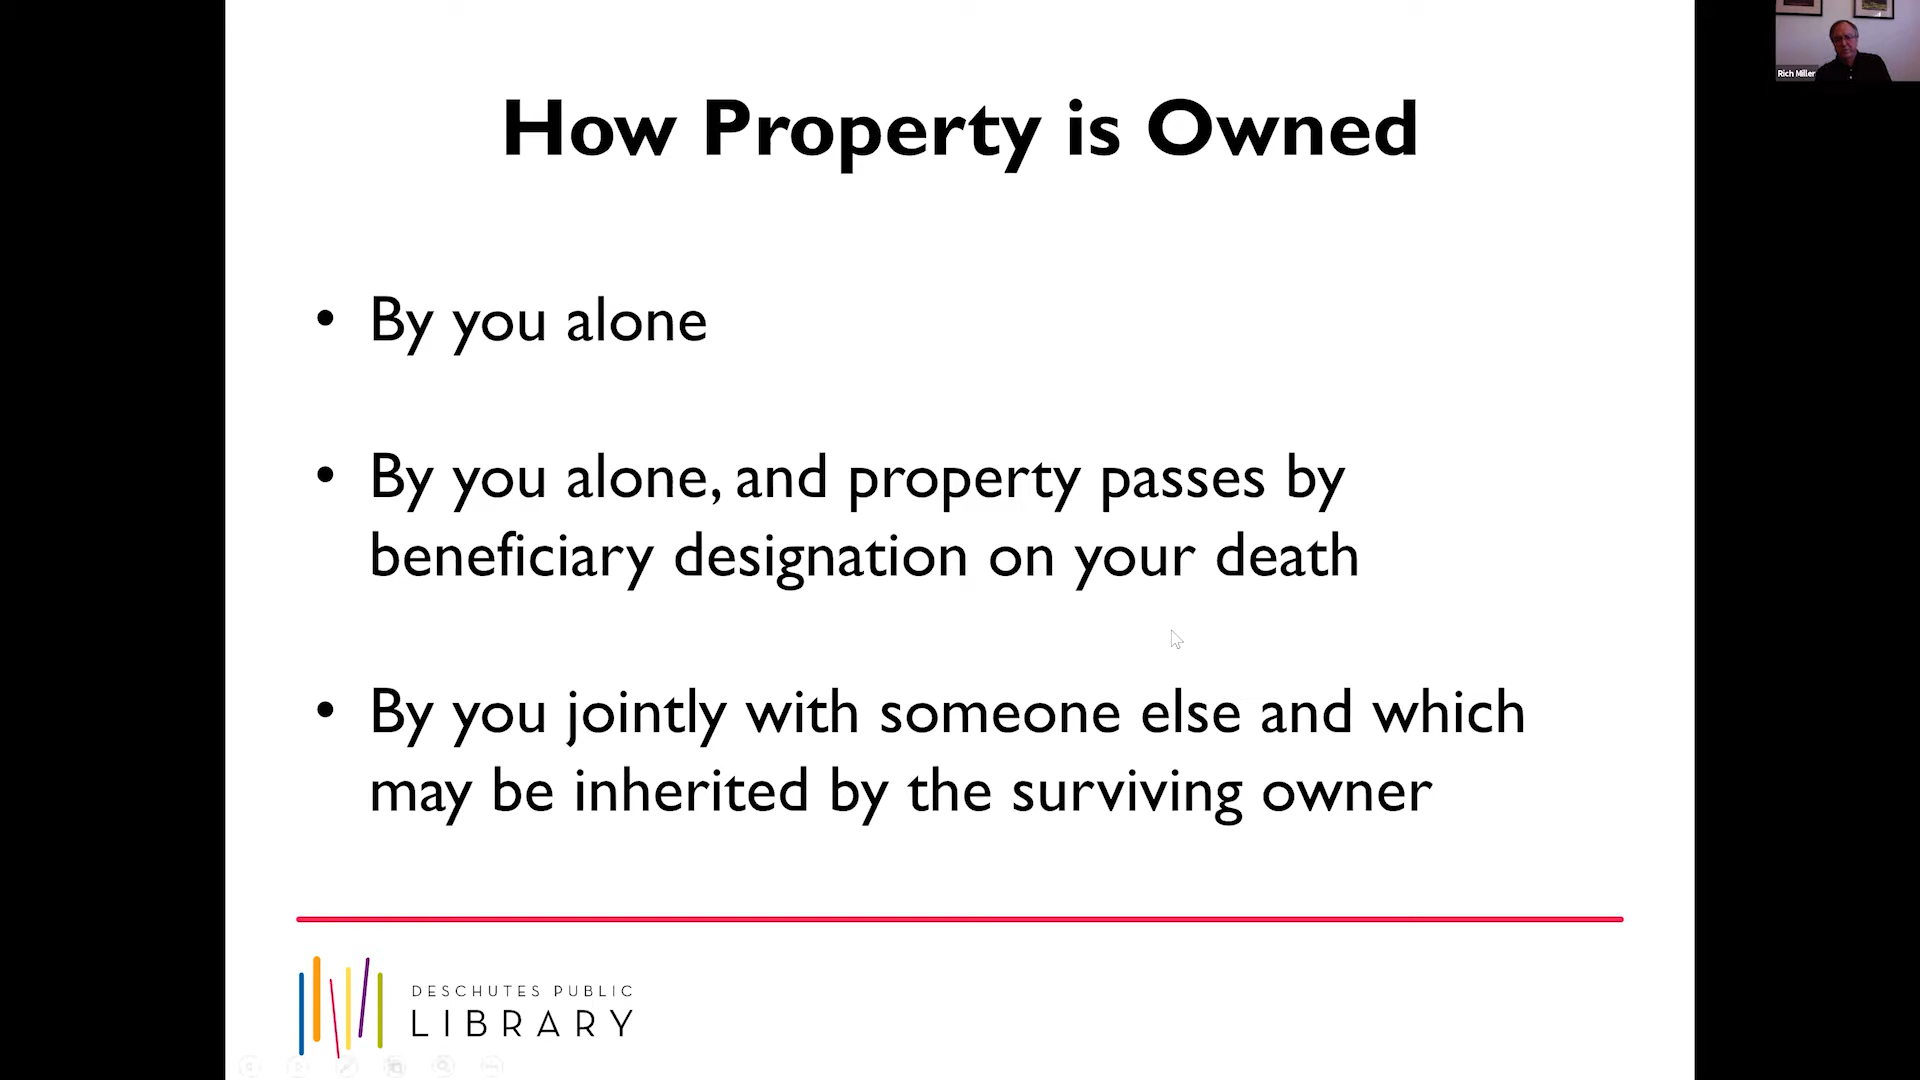 Rich Miller
How Property is Owned
• By you alone
• By you alone, and property passes by
beneficiary designation on your death
• By you jointly with someone else and which
may be inherited by the surviving owner
DESCHUTES PUBLIC
LIBRARY